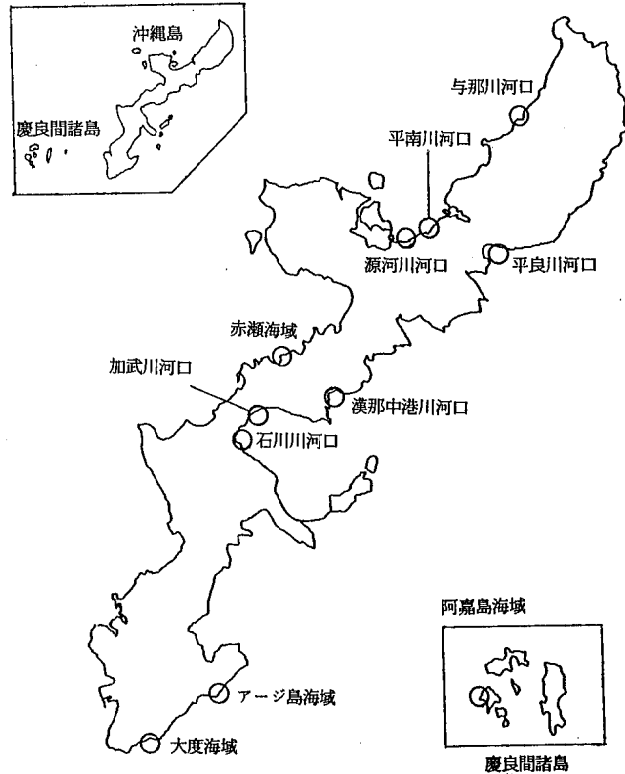 沖縄島
慶良間諸島
与那川河口
平南川河口
源河川河口
平良川河口
赤瀬海域
加武川河口
漢那中港川河口
石川川河口
阿嘉島海域
アージ島海域
大度海域
慶良間諸島